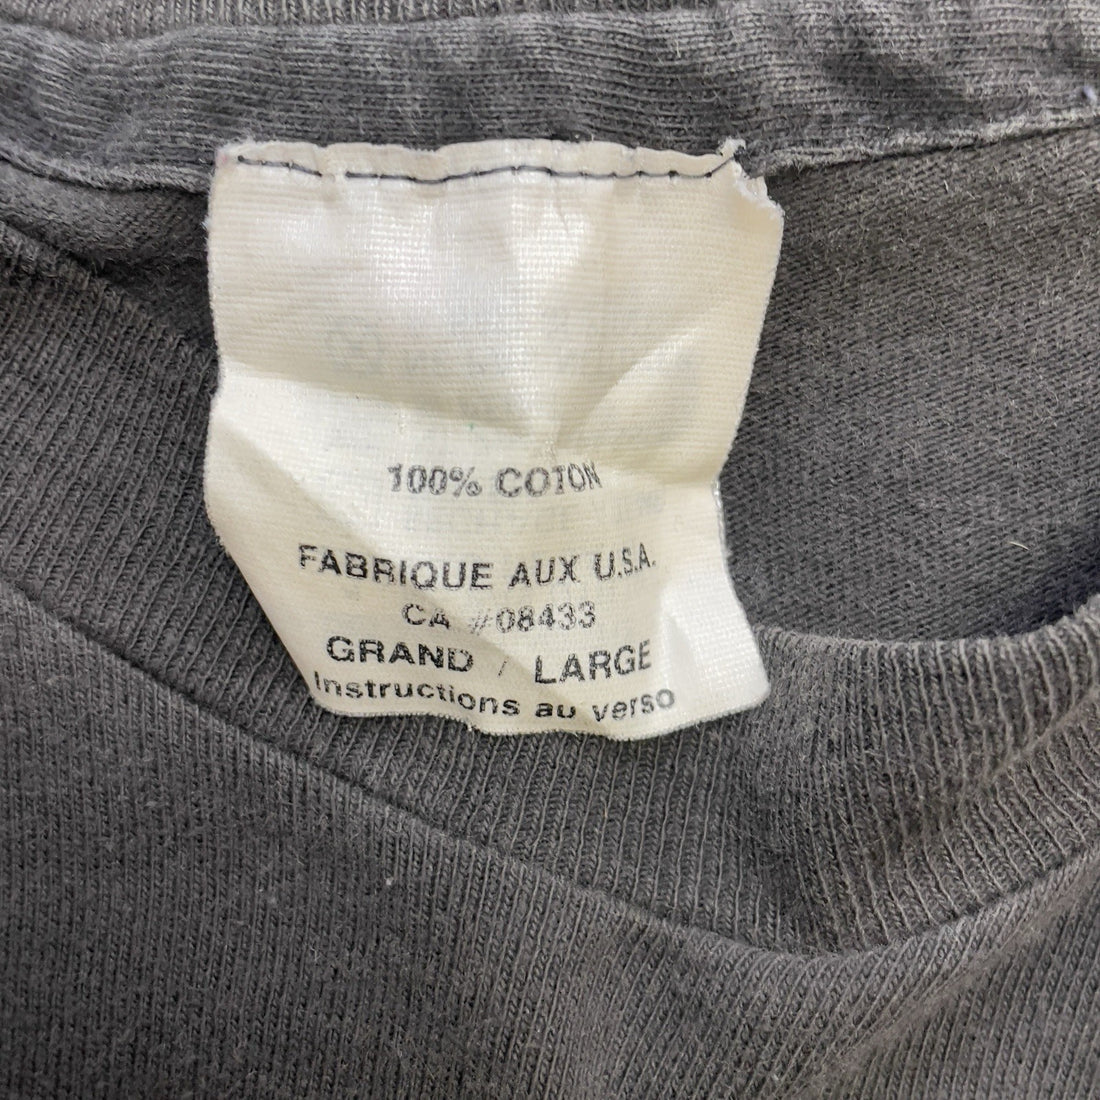 100% COTON
FABRIQUE AUX U.S.A.
CA #08433
GRAND / LARGE
Instructions au verso